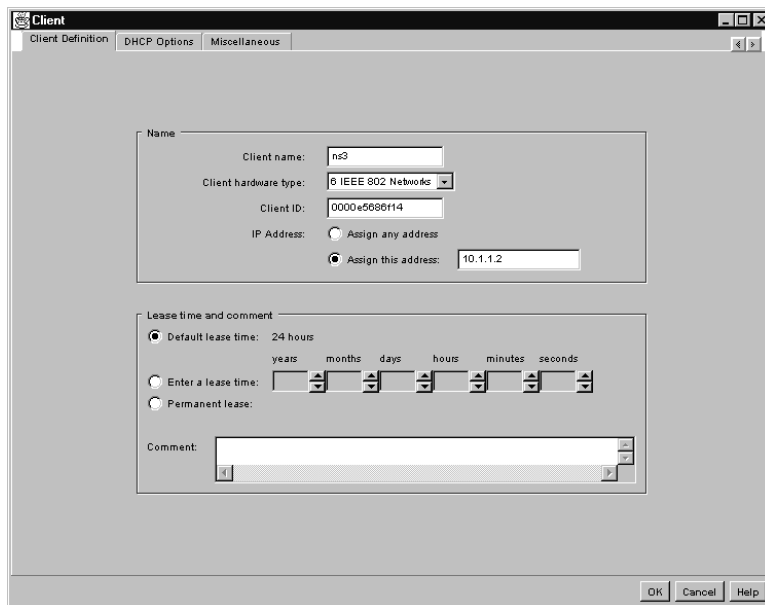 Client
Client Definition DHCP Options Miscellaneous
Name
Client name: ns3
Client hardware type: 6 IEEE 802 Networks
Client ID: 0000e5686f14
IP Address: Assign any address
Assign this address: 10.1.1.2
Lease time and comment
Default lease time: 24 hours
years months days hours minutes seconds
Enter a lease time:
Permanent lease:
Comment:
OK Cancel Help